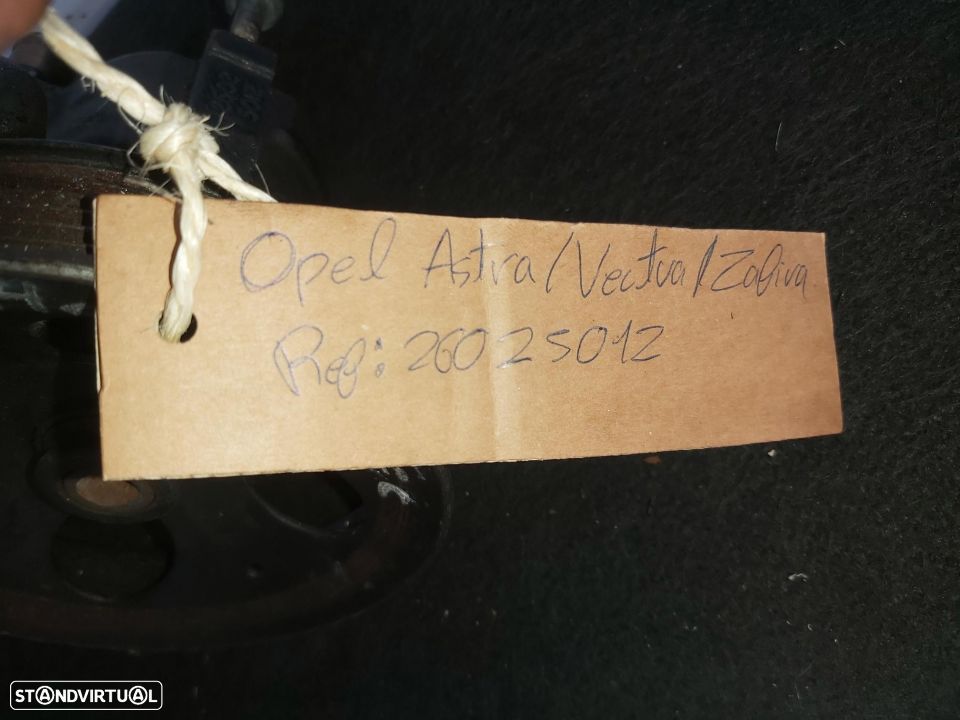 Opel Astra/Vectra/Zafira
Ref: 26025012
STANDVIRTUAL